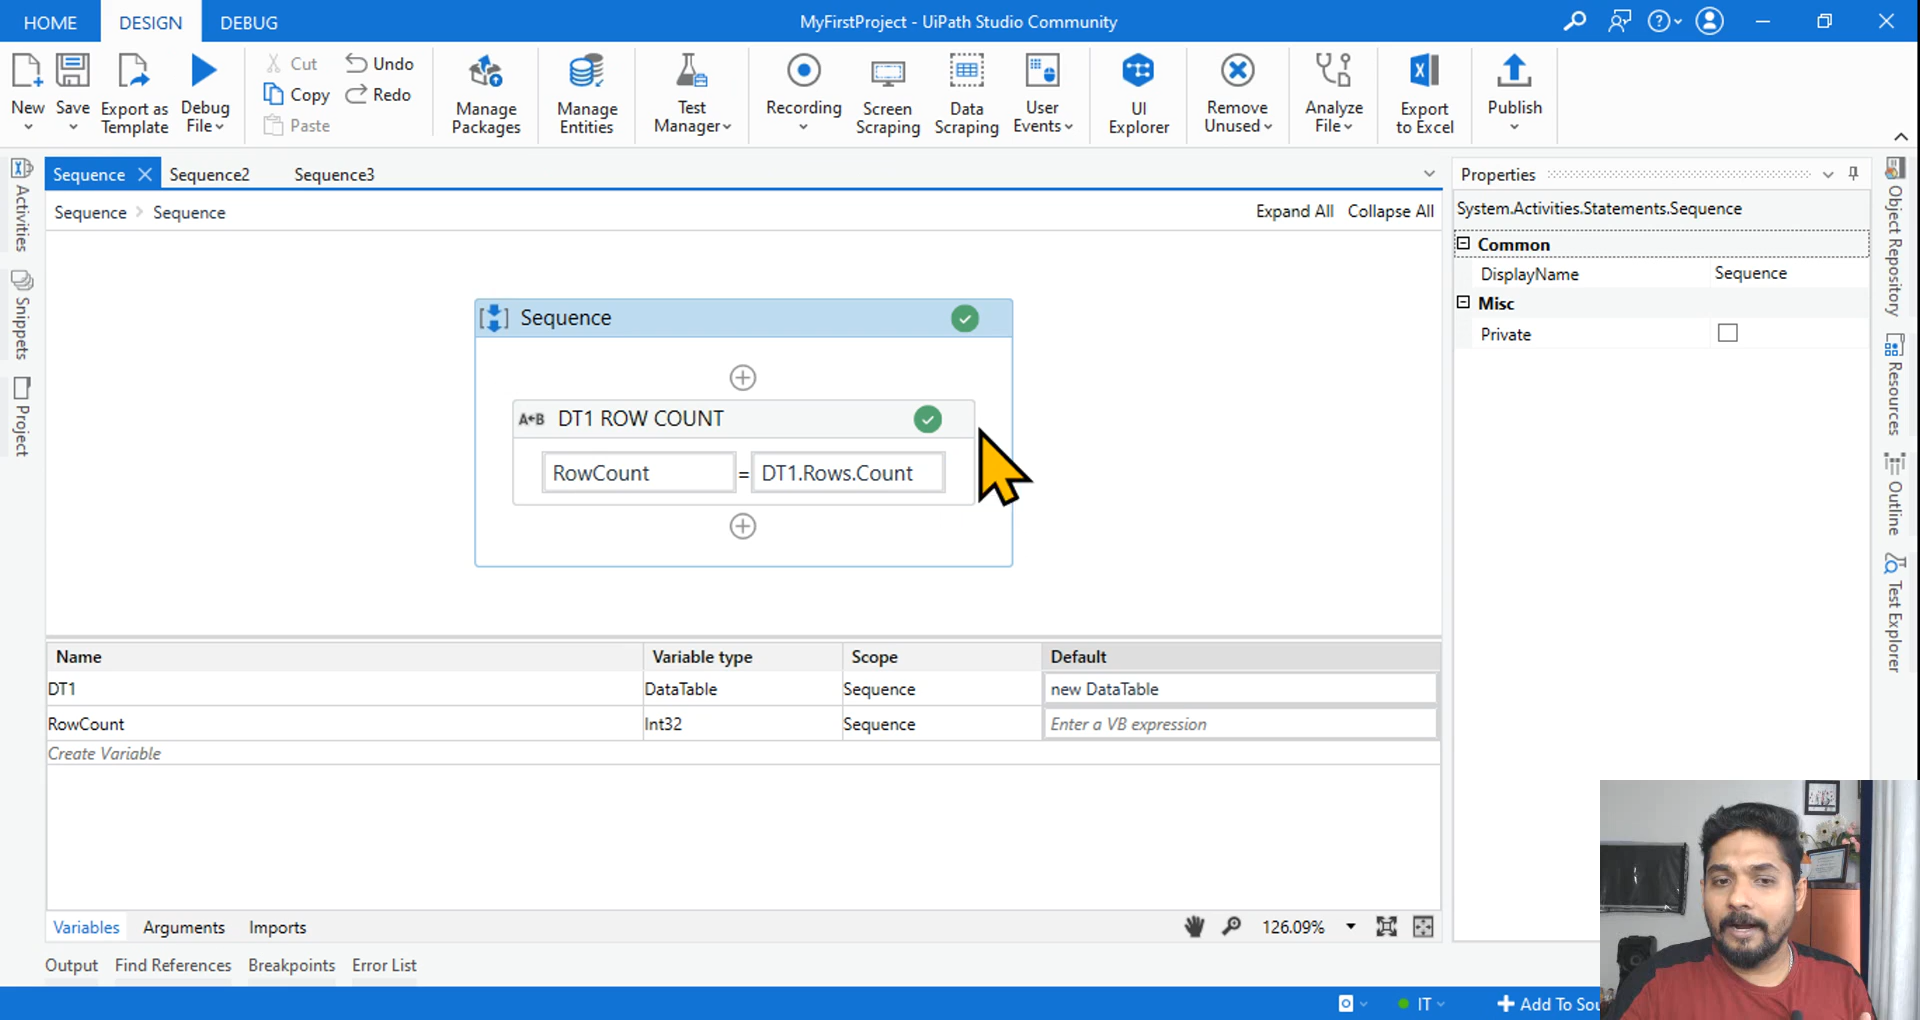 HOME DESIGN DEBUG MyFirstProject - UiPath Studio Community
New Save Export as Template Debug File
Cut Copy Paste Undo Redo
Manage Packages
Manage Entities
Test Manager
Recording
Screen Scraping
Data Scraping
User Events
UI Explorer
Remove Unused
Analyze File
Export to Excel
Publish
Sequence Sequence2 Sequence3
Sequence > Sequence Expand All Collapse All
Activities
Snippets
Project
Sequence
A←B DT1 ROW COUNT
RowCount = DT1.Rows.Count
Name Variable type Scope Default
DT1 DataTable Sequence new DataTable
RowCount Int32 Sequence Enter a VB expression
Create Variable
Variables Arguments Imports 126.09%
Output Find References Breakpoints Error List
Properties
System.Activities.Statements.Sequence
Common
DisplayName Sequence
Misc
Private
Object Repository
Resources
Outline
Test Explorer
IT Add To Sou